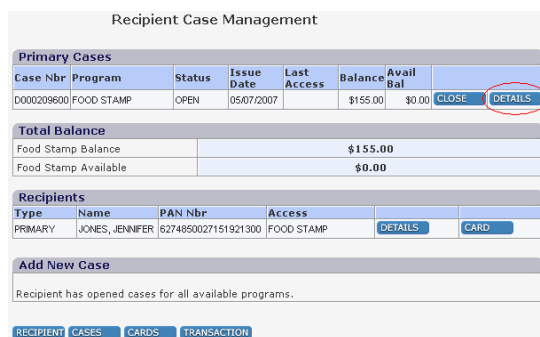 Recipient Case Management
Primary Cases
Case Nbr Program Status Issue Date Last Access Balance Avail Bal
D000209600 FOOD STAMP OPEN 05/07/2007 $155.00 $0.00 CLOSE DETAILS
Total Balance
Food Stamp Balance $155.00
Food Stamp Available $0.00
Recipients
Type Name PAN Nbr Access
PRIMARY JONES, JENNIFER 6274850027151921300 FOOD STAMP DETAILS CARD
Add New Case
Recipient has opened cases for all available programs.
RECIPIENT CASES CARDS TRANSACTION